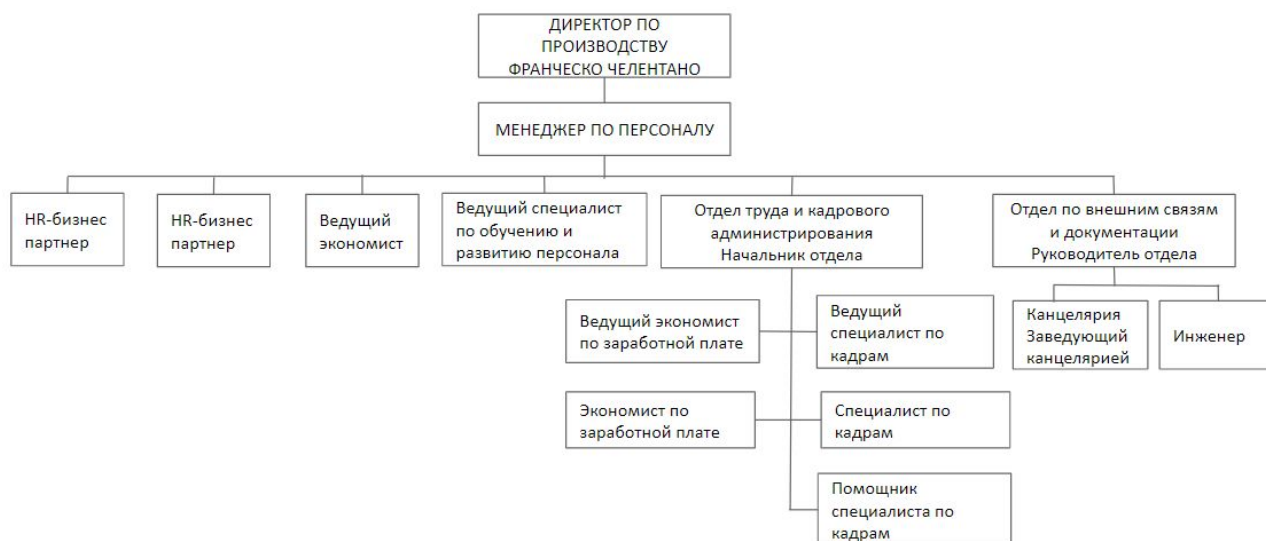 ДИРЕКТОР ПО
ПРОИЗВОДСТВУ
ФРАНЧЕСКО ЧЕЛЕНТАНО
МЕНЕДЖЕР ПО ПЕРСОНАЛУ
HR-бизнес
партнер
HR-бизнес
партнер
Ведущий
экономист
Ведущий специалист
по обучению и
развитию персонала
Отдел труда и кадрового
администрирования
Начальник отдела
Отдел по внешним связям
и документации
Руководитель отдела
Ведущий экономист
по заработной плате
Ведущий
специалист по
кадрам
Канцелярия
Заведующий
канцелярией
Инженер
Экономист по
заработной плате
Специалист по
кадрам
Помощник
специалиста по
кадрам